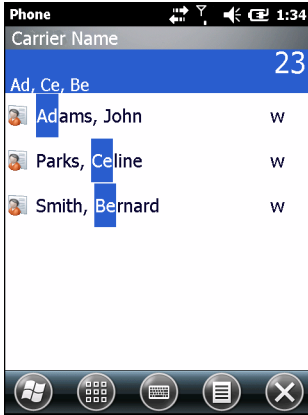 Phone 1:34
Carrier Name
23
Ad, Ce, Be
Adams, John w
Parks, Celine w
Smith, Bernard w